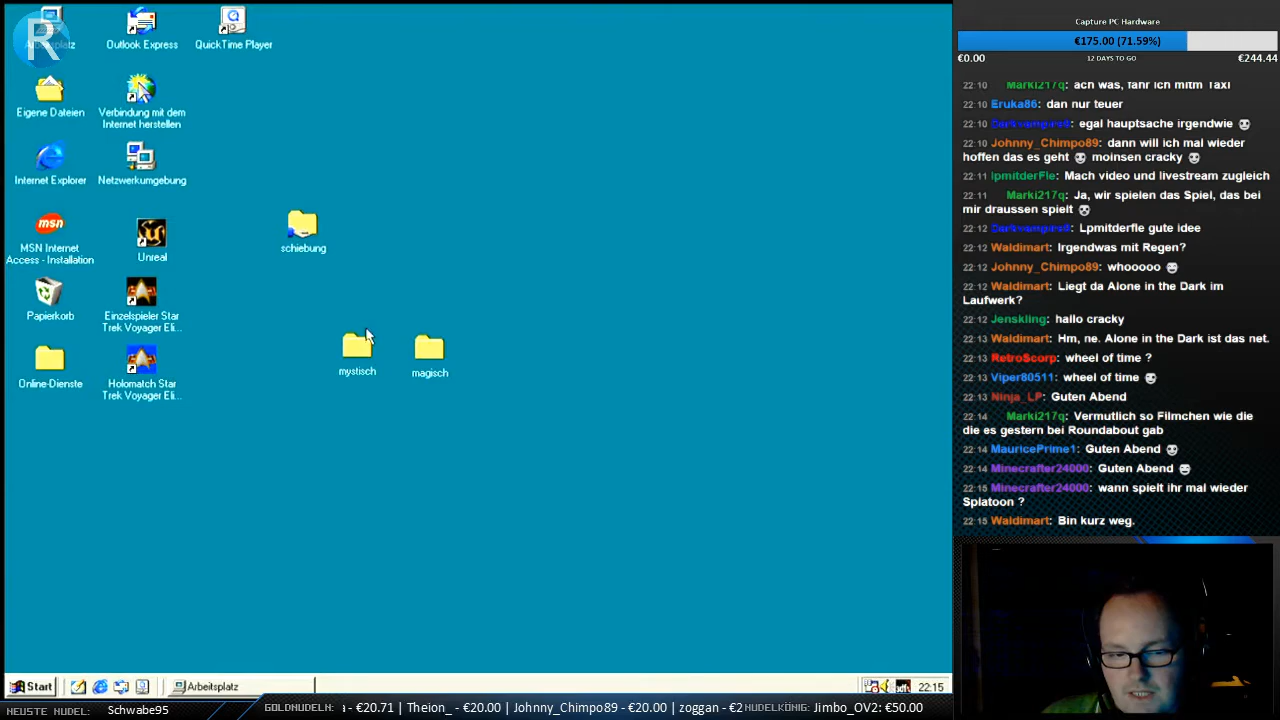 R
Arbeitsplatz
Outlook Express
QuickTime Player
Eigene Dateien
Verbindung mit dem
Internet herstellen
Internet Explorer
Netzwerkumgebung
msn
MSN Internet
Access - Installation
Unreal
schiebung
Papierkorb
Einzelspieler Star
Trek Voyager Eli...
mystisch
magisch
Online-Dienste
Holomatch Star
Trek Voyager Eli...
Start
Arbeitsplatz
22:15
NEUSTE NUDEL: Schwabe95
GOLDNUDELN: a - €20.71 | Theion_ - €20.00 | Johnny_Chimpo89 - €20.00 | zoggan - €2
NUDELKÖNIG: Jimbo_OV2: €50.00
Capture PC Hardware
€175.00 (71.59%)
€0.00 12 DAYS TO GO €244.44
22:10 Marki217q: ach was, fahr ich mitm Taxi
22:10 Eruka86: dan nur teuer
22:10 egal hauptsache irgendwie
22:10 Johnny_Chimpo89: dann will ich mal wieder
hoffen das es geht moinsen cracky
22:11 lpmitderFle: Mach video und livestream zugleich
22:11 Marki217q: Ja, wir spielen das Spiel, das bei
mir draussen spielt
22:12 Lpmitderfle gute idee
22:12 Waldimart: Irgendwas mit Regen?
22:12 Johnny_Chimpo89: whooooo
22:12 Waldimart: Liegt da Alone in the Dark im
Laufwerk?
22:12 Jenskling: hallo cracky
22:13 Waldimart: Hm, ne. Alone in the Dark ist das net.
22:13 RetroScorp: wheel of time ?
22:13 Viper80511: wheel of time
22:13 Ninja_LP: Guten Abend
22:14 Marki217q: Vermutlich so Filmchen wie die
die es gestern bei Roundabout gab
22:14 MauricePrime1: Guten Abend
22:14 Minecrafter24000: Guten Abend
22:15 Minecrafter24000: wann spielt ihr mal wieder
Splatoon ?
22:15 Waldimart: Bin kurz weg.